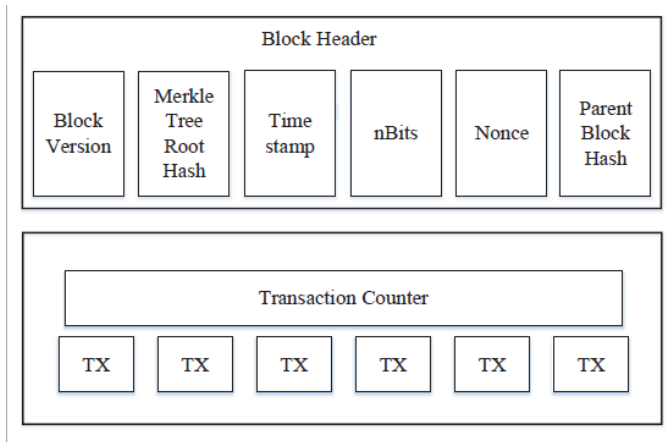 Block Header
Block
Version
Merkle
Tree
Root
Hash
Time
stamp
nBits
Nonce
Parent
Block
Hash
Transaction Counter
TX
TX
TX
TX
TX
TX